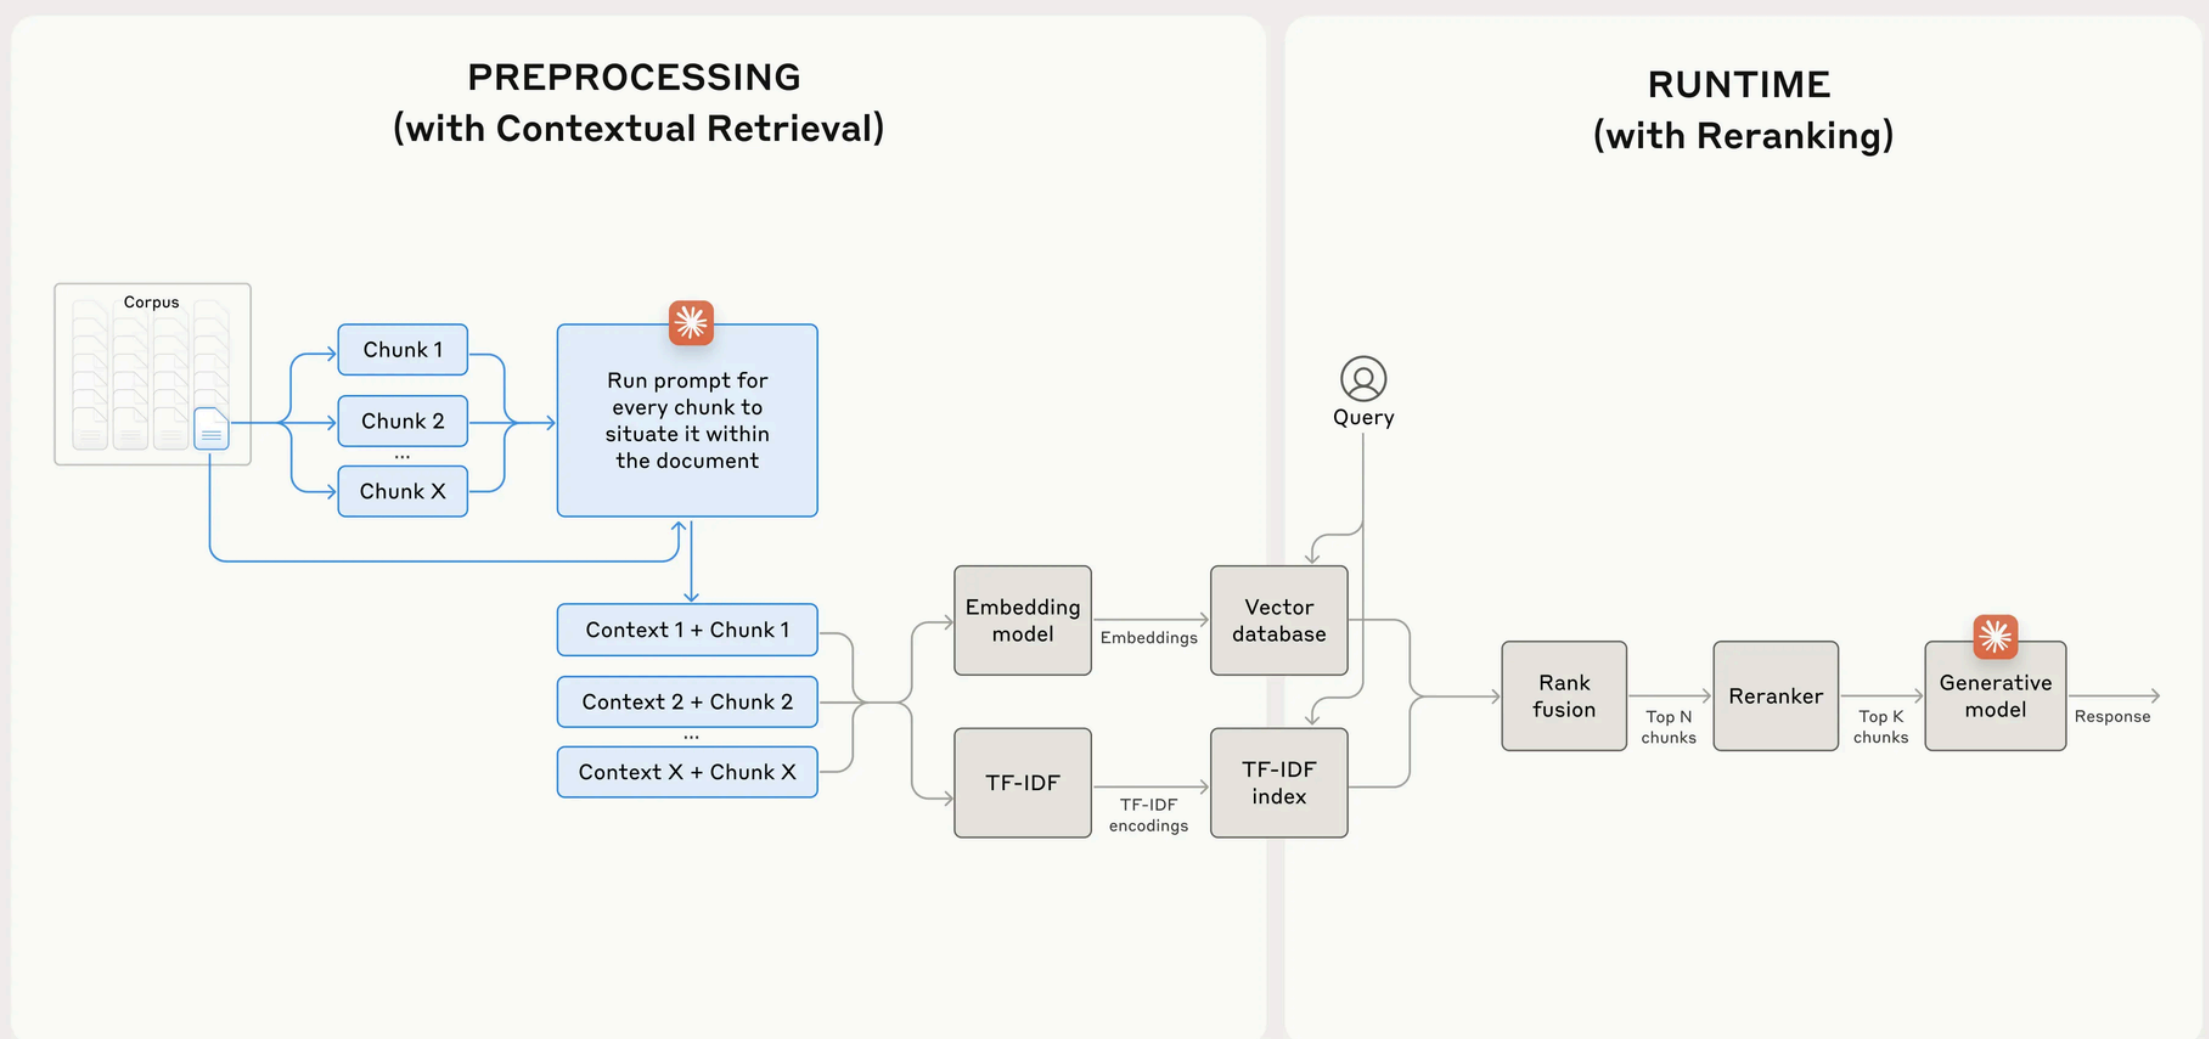 PREPROCESSING
(with Contextual Retrieval)
RUNTIME
(with Reranking)
Corpus
Chunk 1
Chunk 2
...
Chunk X
Run prompt for
every chunk to
situate it within
the document
Context 1 + Chunk 1
Context 2 + Chunk 2
...
Context X + Chunk X
Embedding
model
Embeddings
TF-IDF
TF-IDF
encodings
Query
Vector
database
TF-IDF
index
Rank
fusion
Top N
chunks
Reranker
Top K
chunks
Generative
model
Response